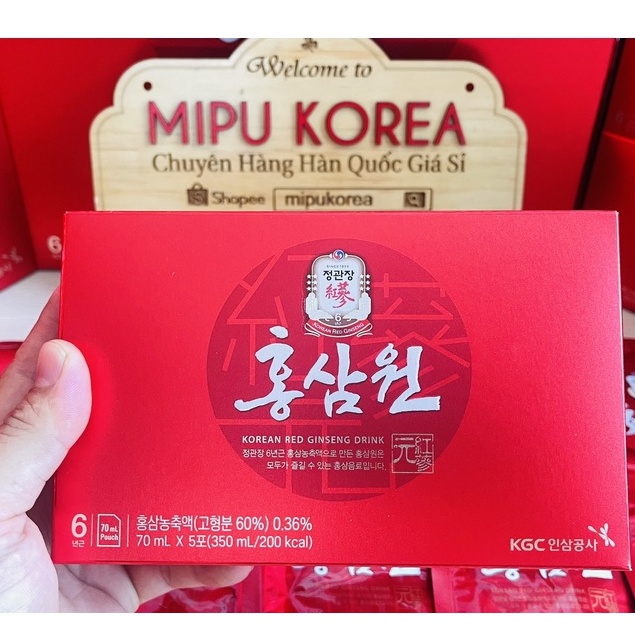 Welcome to
MIPU KOREA
Chuyên Hàng Hàn Quốc Giá Sỉ
Shopee mipukorea
SINCE 1899
정관장
紅蔘
6
KOREAN RED GINSENG
홍삼원
KOREAN RED GINSENG DRINK
정관장 6년근 홍삼농축액으로 만든 홍삼원은
모두가 즐길 수 있는 홍삼음료입니다.
元 紅蔘
6년근
70 mL
Pouch
홍삼농축액(고형분 60%) 0.36%
70 mL X 5포(350 mL/200 kcal)
KGC 인삼공사
6